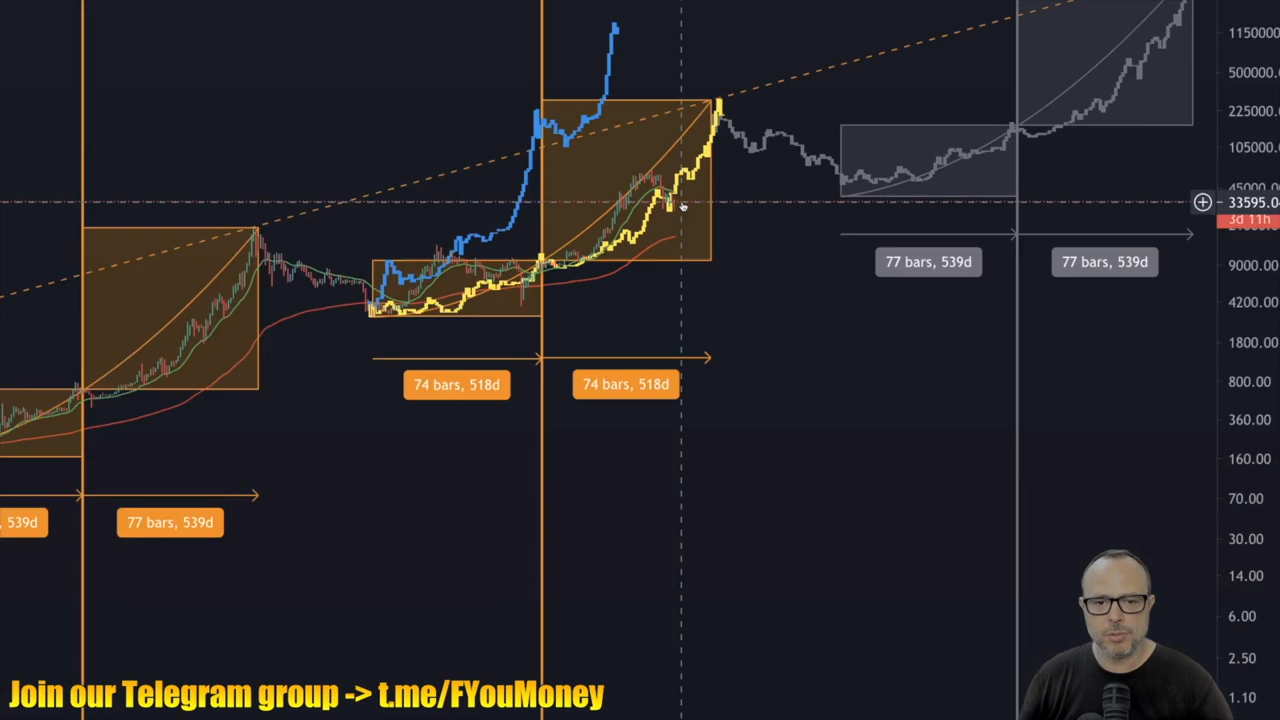 1150000.
500000.
225000.
105000.
33595.0
3d 11h
77 bars, 539d
77 bars, 539d
9000.00
4200.00
1800.00
74 bars, 518d
74 bars, 518d
800.00
360.00
160.00
70.00
, 539d
77 bars, 539d
30.00
14.00
6.00
2.50
Join our Telegram group -> t.me/FYouMoney
1.10